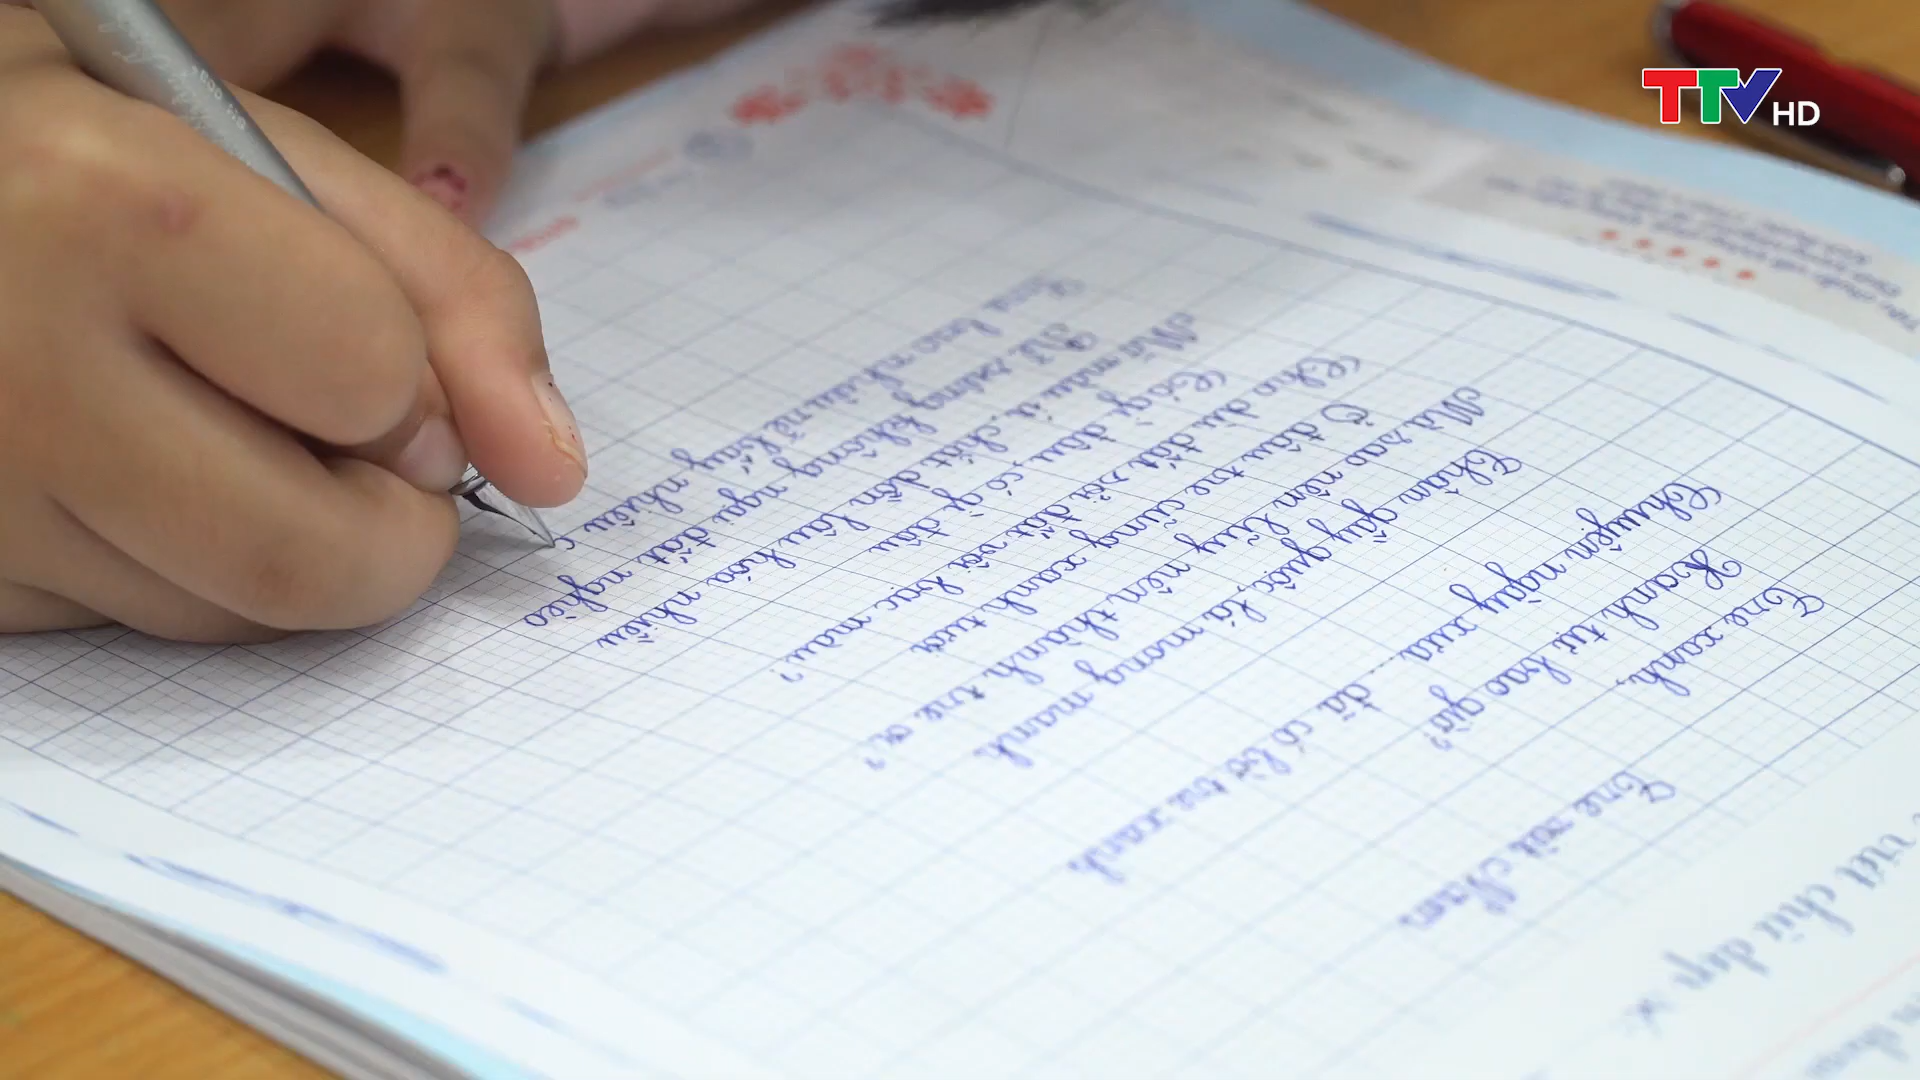 TTV HD
viết chữ đẹp
Tre việt Nam
Tre xanh,
Xanh tự bao giờ?
Chuyện ngày xưa ... đã có bờ tre xanh
Thân gầy guộc, lá mong manh
Mà sao nên lũy nên thành tre ơi?
Ở đâu tre cũng xanh tươi
Cho dù đất sỏi đất vôi bạc màu?
Có gì đâu, có gì đâu
Mỡ màu ít, chắt dồn lâu hóa nhiều
Rễ siêng không ngại đất nghèo
Tre bao nhiêu rễ bấy nhiêu c